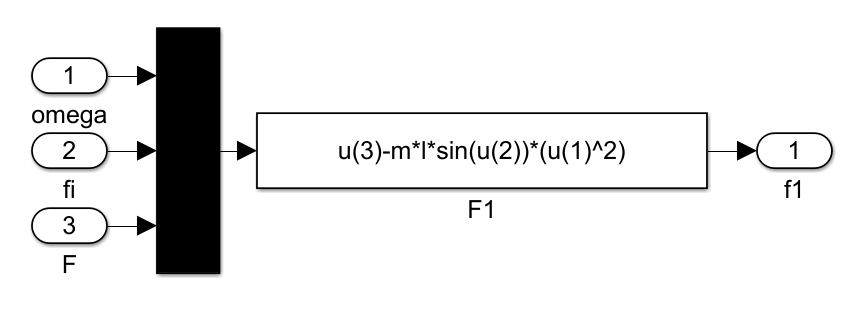 1
omega
2
fi
3
F
u(3)-m*l*sin(u(2))*(u(1)^2)
F1
1
f1